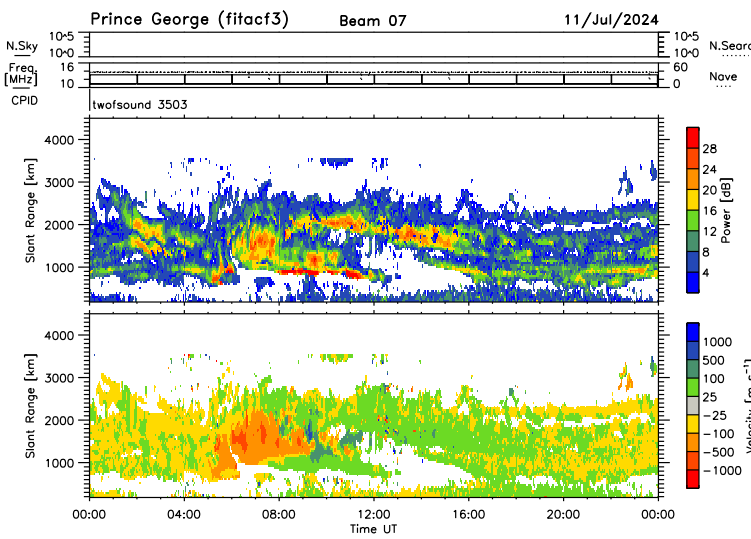 Prince George (fitacf3) Beam 07 11/Jul/2024
N.Sky 10^5 10^5 N.Searc
10^0 10^0
Freq 16 60
[MHz] Nave
10 0
CPID twofsound 3503
4000
3000
2000
1000
Slant Range [km]
28
24
20
16
12
8
4
Power [dB]
4000
3000
2000
1000
Slant Range [km]
1000
500
100
25
-25
-100
-500
-1000
Velocity [m s⁻¹]
00:00 04:00 08:00 12:00 16:00 20:00 00:00
Time UT